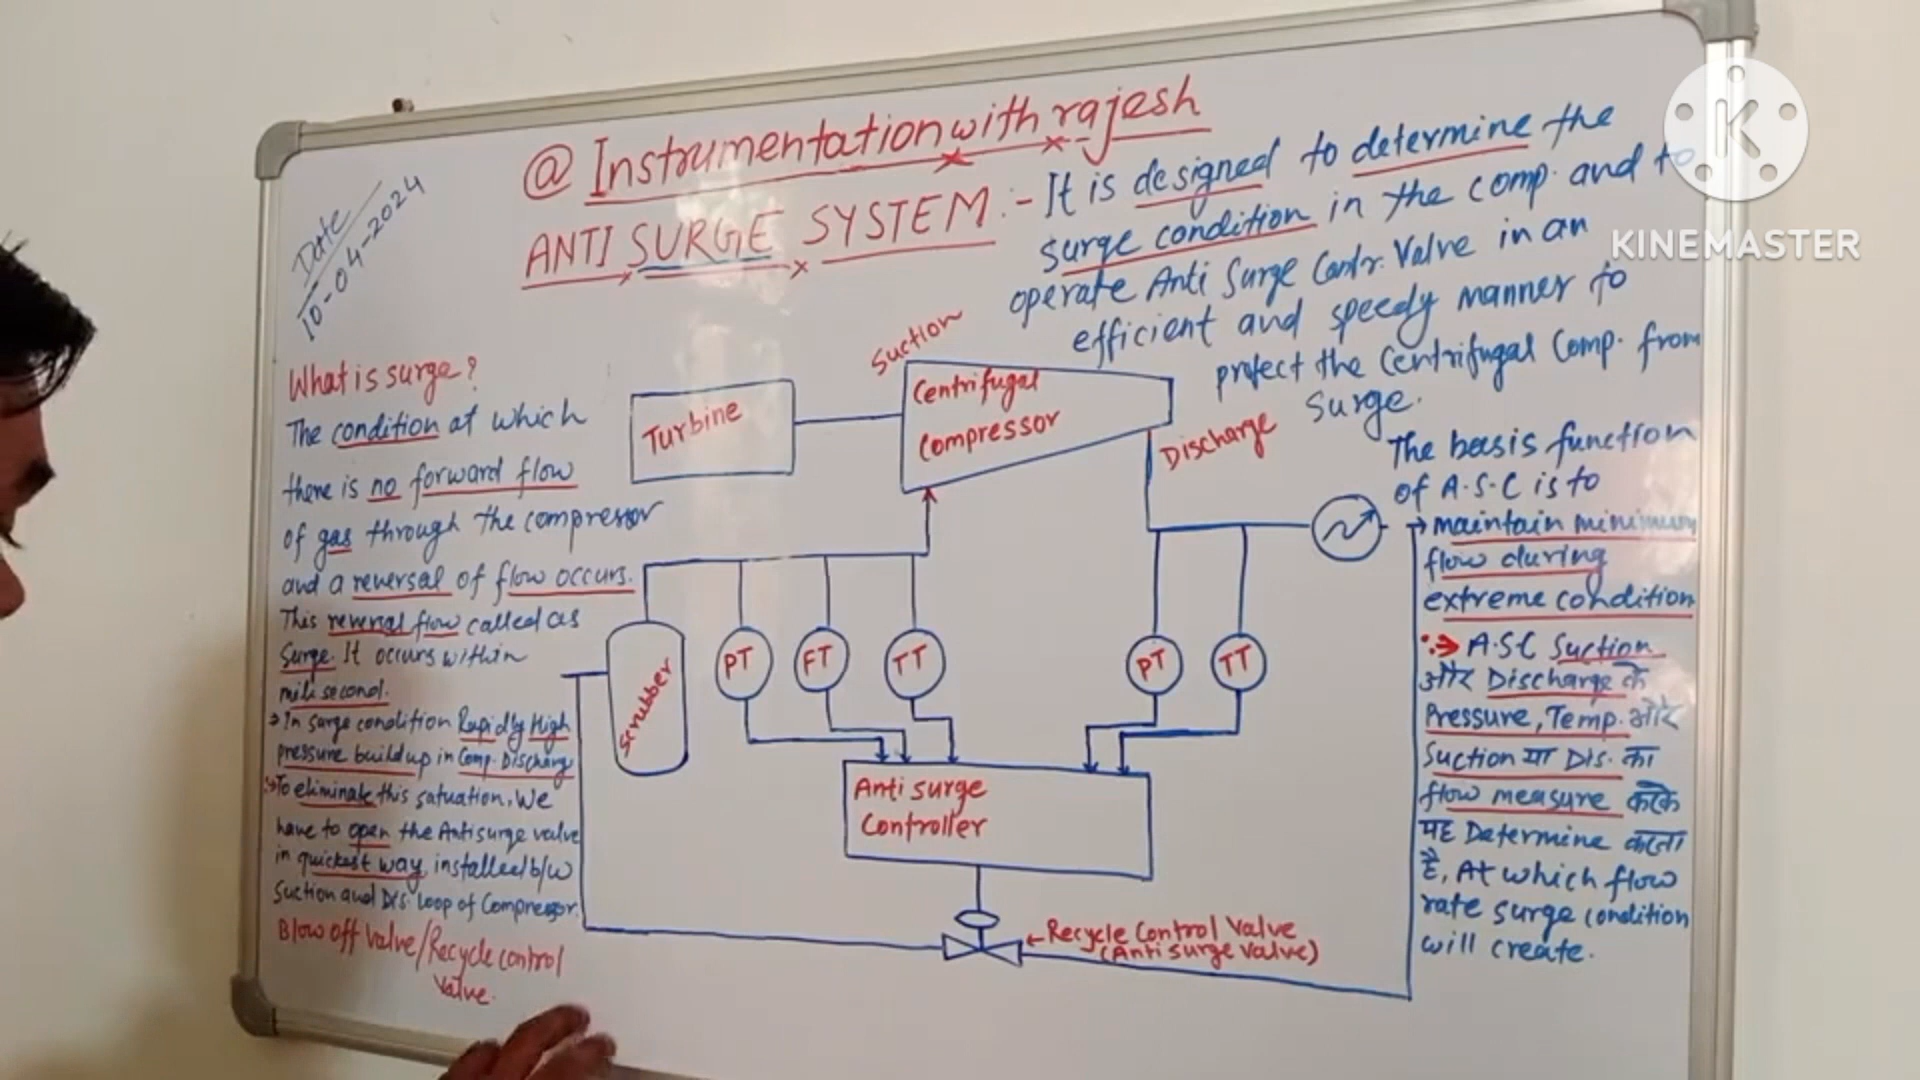 @ Instrumentation with rajesh
Date
10-04-2024
ANTI SURGE SYSTEM :- It is designed to determine the
surge condition in the comp. and to
operate Anti Surge Contr. Valve in an
efficient and speedy manner to
protect the Centrifugal Comp. from
Surge.
What is surge?
The condition at which
there is no forward flow
of gas through the compressor
and a reversal of flow occurs.
This reversal flow called as
Surge. It occurs within
mili second.
→ In surge condition Rapidly High
pressure buildup in Comp. Discharg
:→ To eliminate this satuation, We
have to open the Antisurge valve
in quickest way, installed b/w
Suction and Dis. loop of Compressor.
Blow off valve/Recycle control
Valve.
Suction
Turbine
Centrifugal
Compressor
Discharge
Scrubber
PT
FT
TT
PT
TT
Anti surge
Controller
← Recycle Control Valve
(Anti surge valve)
The basis function
of A.S.C is to
→ maintain minimum
flow during
extreme condition
:→ A.S.C Suction
और Discharge के
Pressure, Temp. और
Suction या Dis. का
flow measure करके
यह Determine करता
है, At which flow
rate surge condition
will create.
K
KINEMASTER